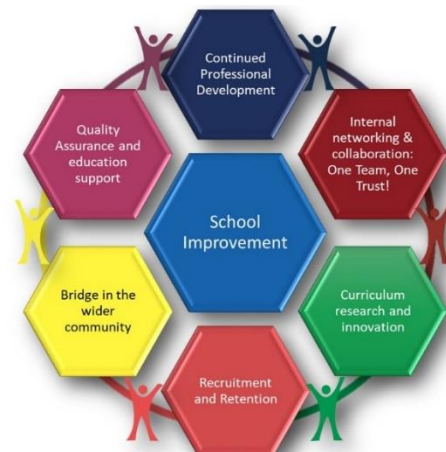 Continued
Professional
Development
Internal
networking &
collaboration:
One Team, One
Trust!
Quality
Assurance and
education
support
School
Improvement
Bridge in the
wider
community
Curriculum
research and
innovation
Recruitment
and Retention